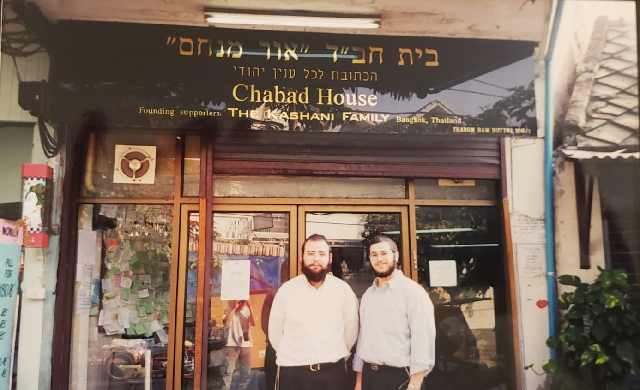 בית חב"ד "אור מנחם"
הכתובת לכל ענין יהודי
Chabad House
Founding supporters: THE KASHANI FAMILY Bangkok, Thailand